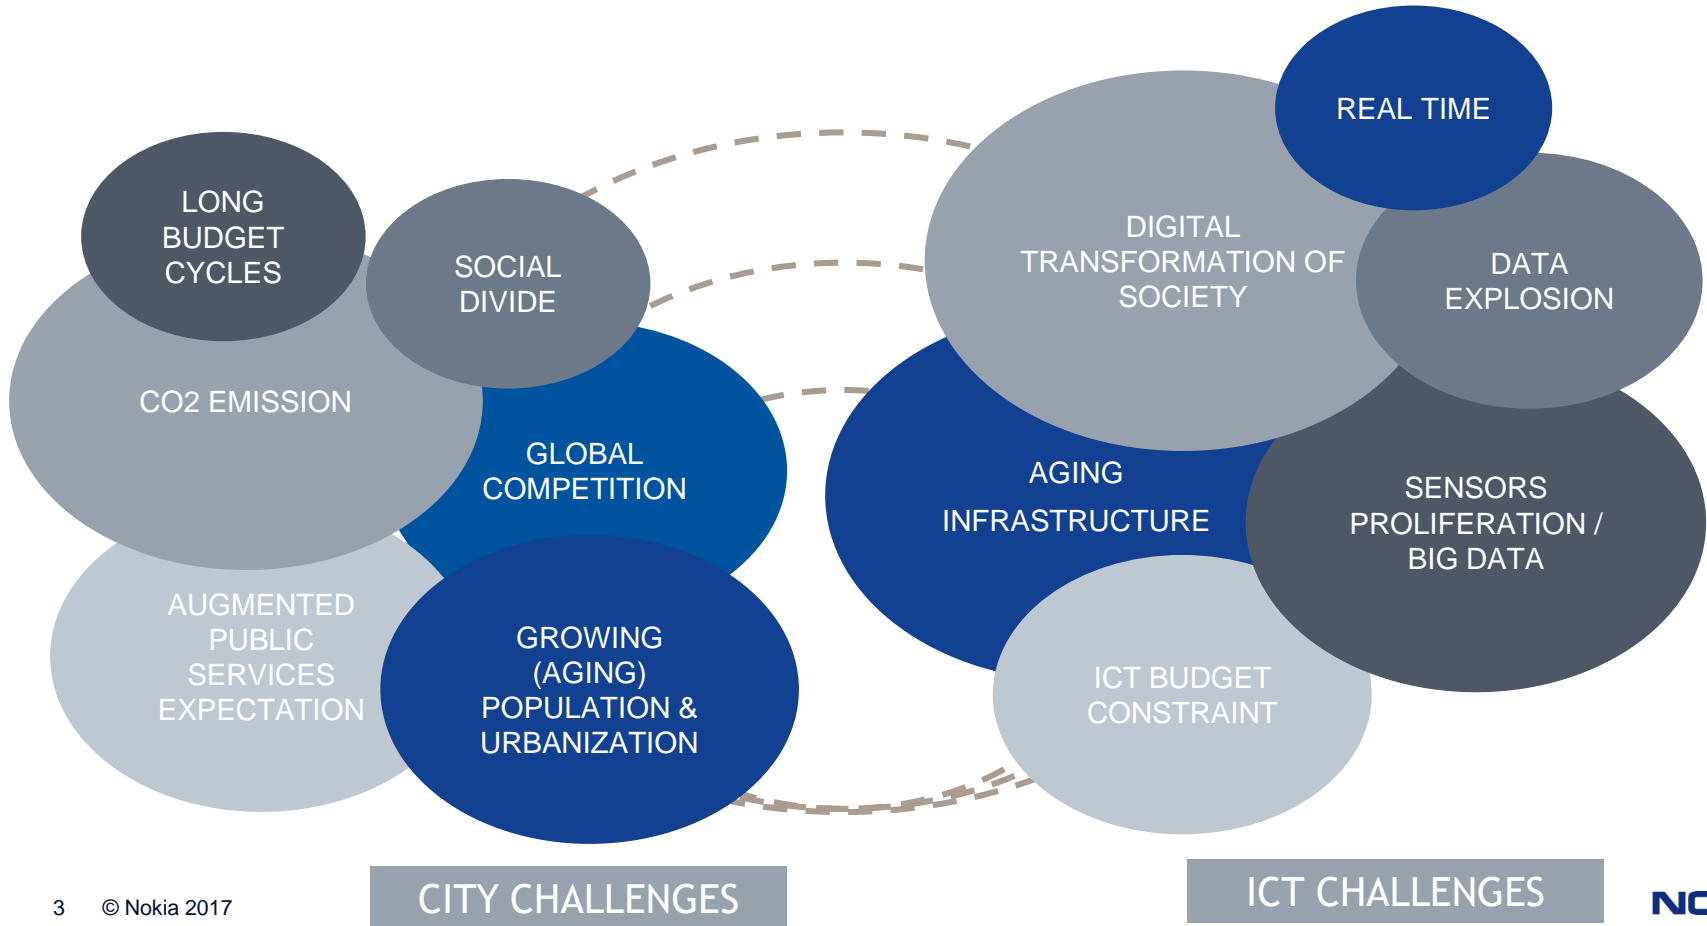 LONG
BUDGET
CYCLES
SOCIAL
DIVIDE
CO2 EMISSION
GLOBAL
COMPETITION
AUGMENTED
PUBLIC
SERVICES
EXPECTATION
GROWING
(AGING)
POPULATION &
URBANIZATION
CITY CHALLENGES
REAL TIME
DIGITAL
TRANSFORMATION OF
SOCIETY
DATA
EXPLOSION
AGING
INFRASTRUCTURE
SENSORS
PROLIFERATION /
BIG DATA
ICT BUDGET
CONSTRAINT
ICT CHALLENGES
3 © Nokia 2017